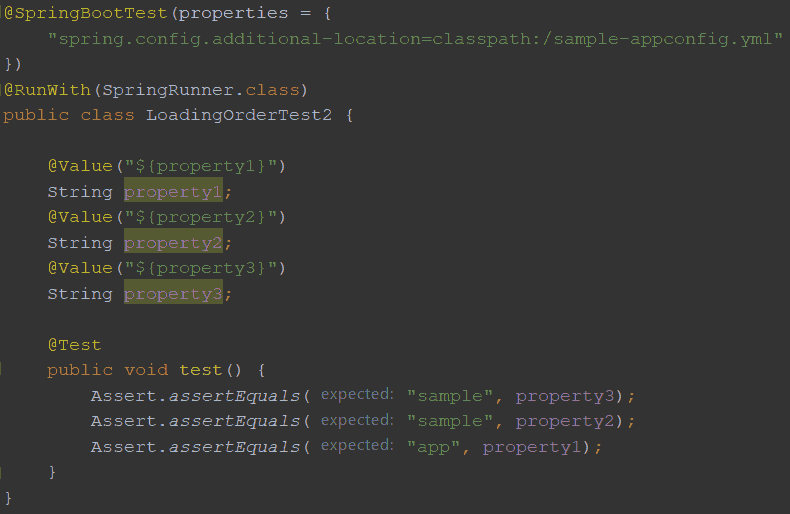 @SpringBootTest(properties = {
"spring.config.additional-location=classpath:/sample-appconfig.yml"
})
@RunWith(SpringRunner.class)
public class LoadingOrderTest2 {
@Value("${property1}")
String property1;
@Value("${property2}")
String property2;
@Value("${property3}")
String property3;
@Test
public void test() {
Assert.assertEquals( expected: "sample", property3);
Assert.assertEquals( expected: "sample", property2);
Assert.assertEquals( expected: "app", property1);
}
}